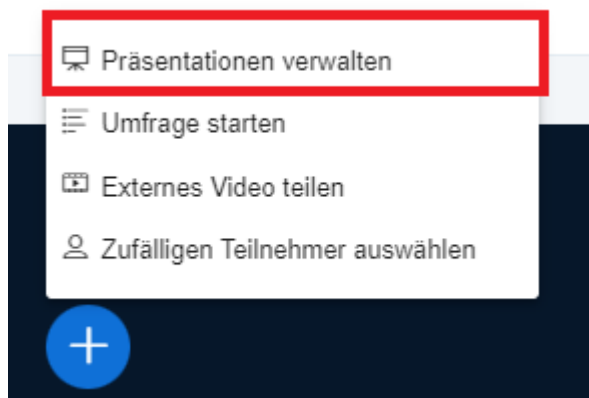 Präsentationen verwalten
Umfrage starten
Externes Video teilen
Zufälligen Teilnehmer auswählen